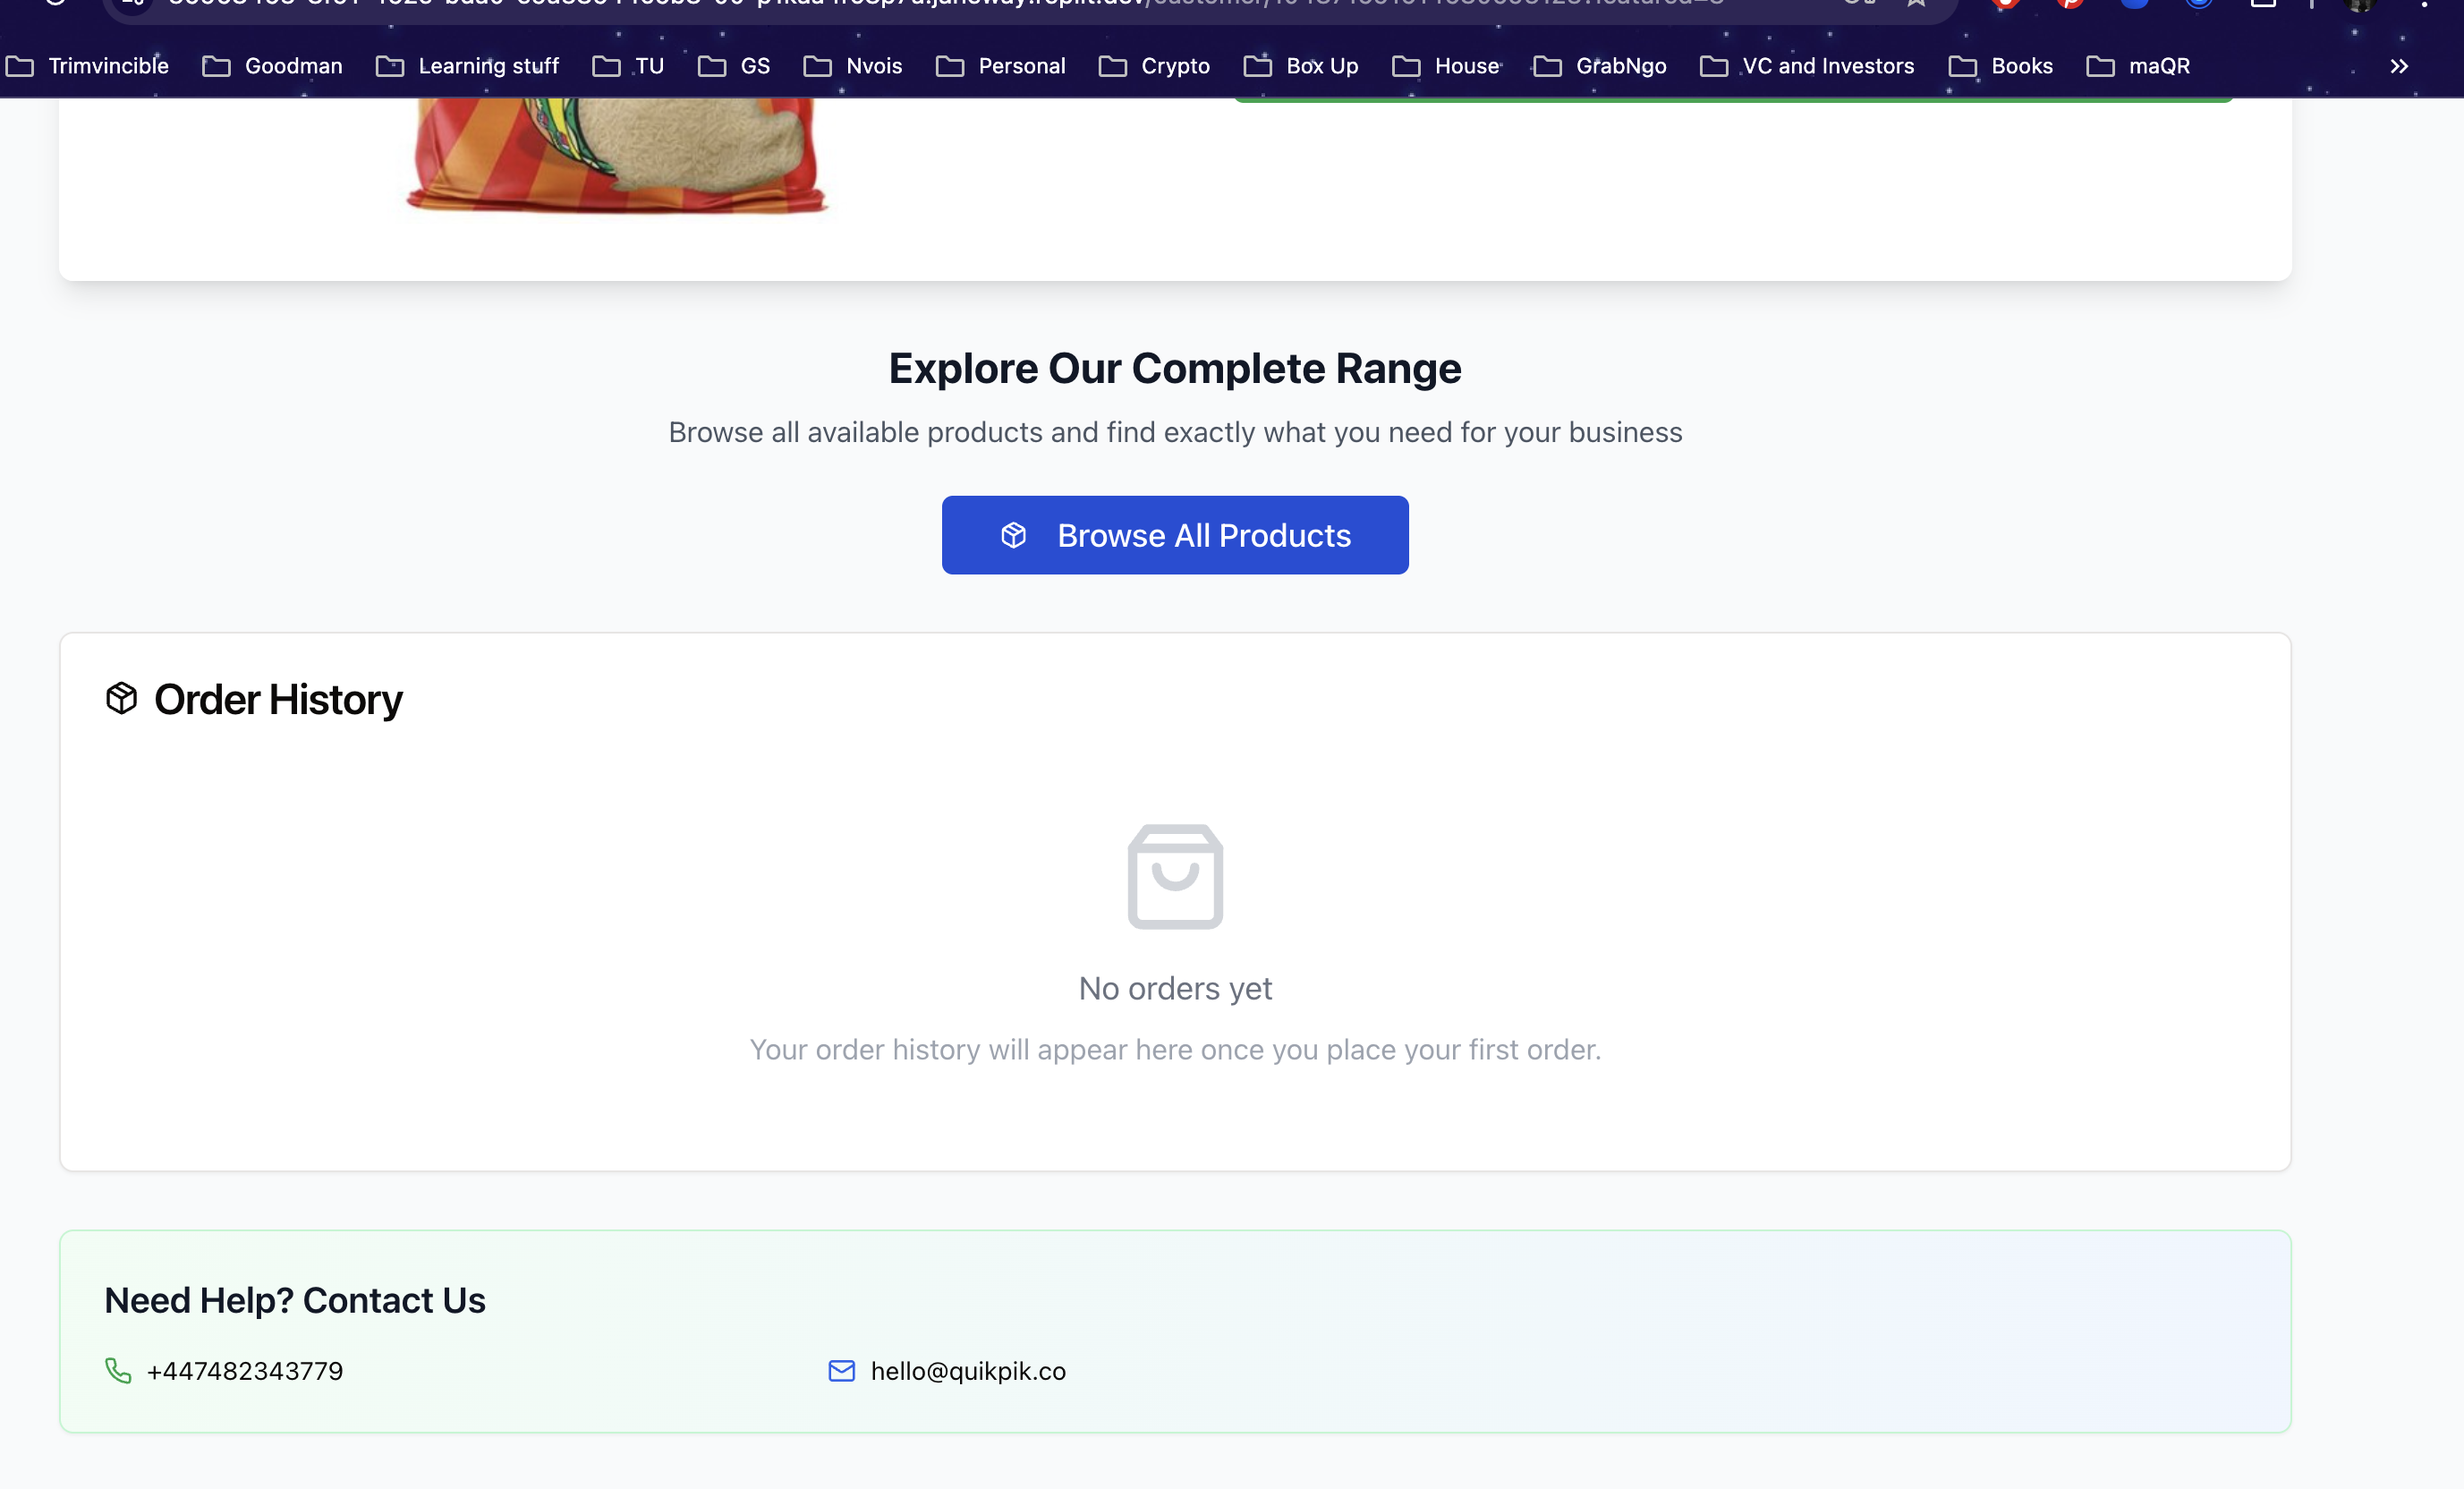 Trimvincible Goodman Learning stuff TU GS Nvois Personal Crypto Box Up House GrabNgo VC and Investors Books maQR
Explore Our Complete Range
Browse all available products and find exactly what you need for your business
Browse All Products
Order History
No orders yet
Your order history will appear here once you place your first order.
Need Help? Contact Us
+447482343779
hello@quikpik.co